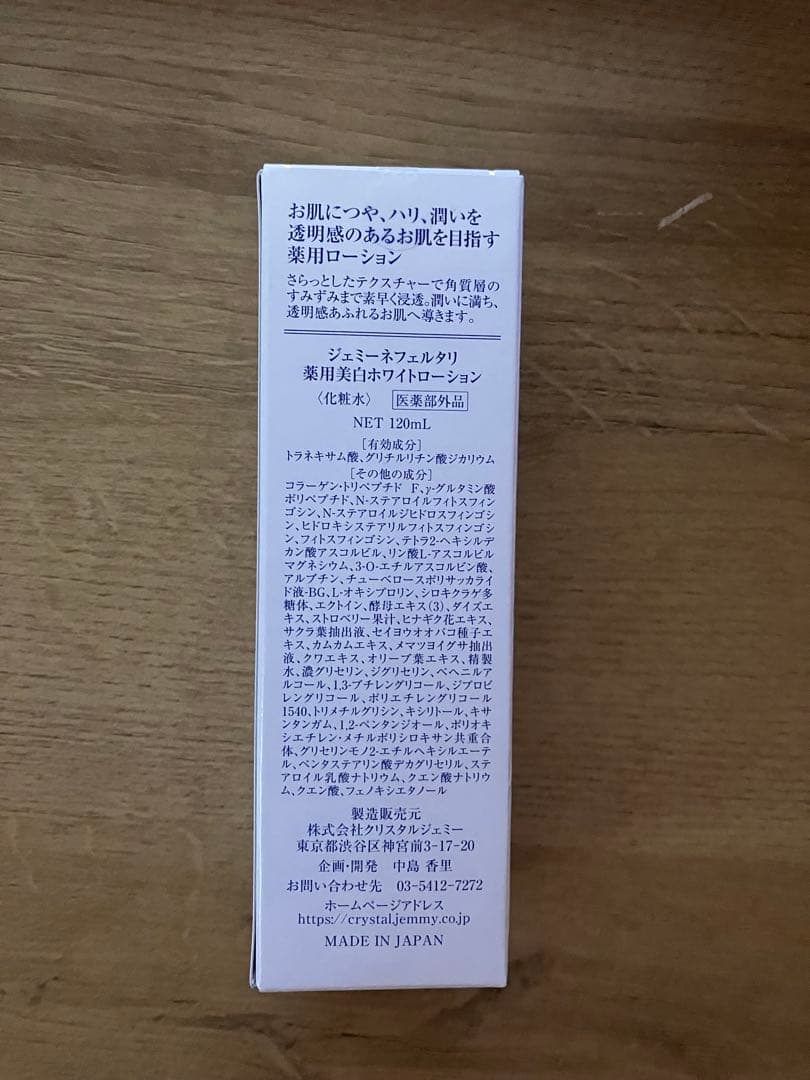 お肌につや、ハリ、潤いを
透明感のあるお肌を目指す
薬用ローション
さらっとしたテクスチャーで角質層の
すみずみまで素早く浸透。潤いに満ち、
透明感あふれるお肌へ導きます。
ジェミーネフェルタリ
薬用美白ホワイトローション
〈化粧水〉 医薬部外品
NET 120mL
[有効成分]
トラネキサム酸、グリチルリチン酸ジカリウム
[その他の成分]
コラーゲン・トリペプチド F、γ-グルタミン酸
ポリペプチド、N-ステアロイルフィトスフィン
ゴシン、N-ステアロイルジヒドロスフィンゴシ
ン、ヒドロキシステアリルフィトスフィンゴシ
ン、フィトスフィンゴシン、テトラ2-ヘキシルデ
カン酸アスコルビル、リン酸L-アスコルビル
マグネシウム、3-O-エチルアスコルビン酸、
アルブチン、チューベロースポリサッカライ
ド液-BG、L-オキシプロリン、シロキクラゲ多
糖体、エクトイン、酵母エキス(3)、ダイズエ
キス、ストロベリー果汁、ヒナギク花エキス、
サクラ葉抽出液、セイヨウオオバコ種子エ
キス、カムカムエキス、メマツヨイグサ抽出
液、クワエキス、オリーブ葉エキス、精製
水、濃グリセリン、ジグリセリン、ベヘニルア
ルコール、1,3-ブチレングリコール、ジプロピ
レングリコール、ポリエチレングリコール
1540、トリメチルグリシン、キシリトール、キサ
ンタンガム、1,2-ペンタンジオール、ポリオキ
シエチレン・メチルポリシロキサン共重合
体、グリセリンモノ2-エチルヘキシルエーテ
ル、ペンタステアリン酸デカグリセリル、ステ
アロイル乳酸ナトリウム、クエン酸ナトリウ
ム、クエン酸、フェノキシエタノール
製造販売元
株式会社クリスタルジェミー
東京都渋谷区神宮前3-17-20
企画・開発 中島 香里
お問い合わせ先 03-5412-7272
ホームページアドレス
https://crystal.jemmy.co.jp
MADE IN JAPAN